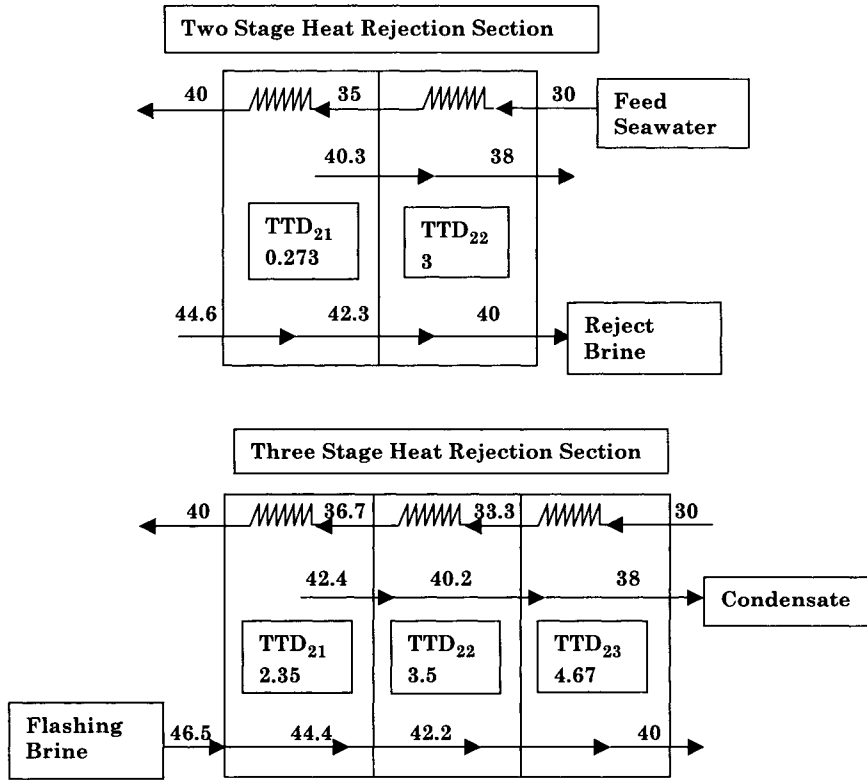 Two Stage Heat Rejection Section
40 35 30
Feed
Seawater
40.3 38
TTD₂₁
0.273
TTD₂₂
3
44.6 42.3 40
Reject
Brine
Three Stage Heat Rejection Section
40 36.7 33.3 30
42.4 40.2 38
Condensate
TTD₂₁
2.35
TTD₂₂
3.5
TTD₂₃
4.67
Flashing
Brine
46.5 44.4 42.2 40